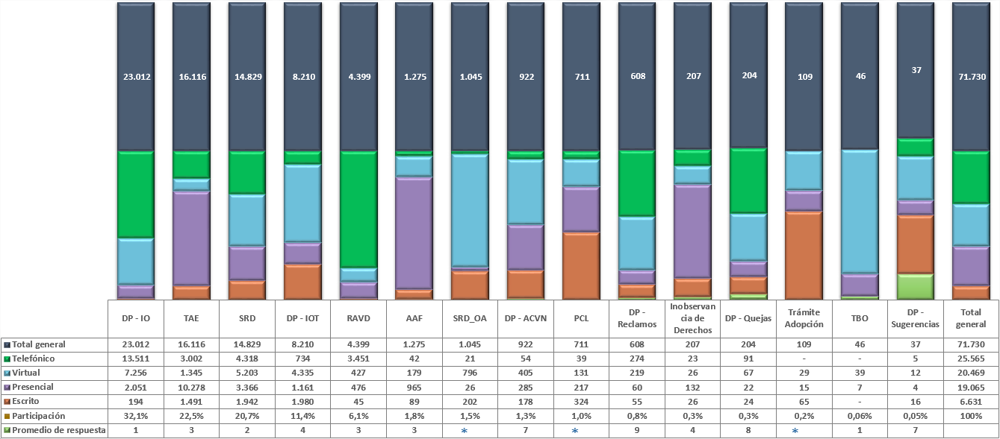 23.012 16.116 14.829 8.210 4.399 1.275 1.045 922 711 608 207 204 109 46 37 71.730
DP - IO TAE SRD DP - IOT RAVD AAF SRD_OA DP - ACVN PCL DP - Reclamos Inobservancia de Derechos DP - Quejas Trámite Adopción TBO DP - Sugerencias Total general
Total general 23.012 16.116 14.829 8.210 4.399 1.275 1.045 922 711 608 207 204 109 46 37 71.730
Telefónico 13.511 3.002 4.318 734 3.451 42 21 54 39 274 23 91 - - 5 25.565
Virtual 7.256 1.345 5.203 4.335 427 179 796 405 131 219 26 67 29 39 12 20.469
Presencial 2.051 10.278 3.366 1.161 476 965 26 285 217 60 132 22 15 7 4 19.065
Escrito 194 1.491 1.942 1.980 45 89 202 178 324 55 26 24 65 - 16 6.631
Participación 32,1% 22,5% 20,7% 11,4% 6,1% 1,8% 1,5% 1,3% 1,0% 0,8% 0,3% 0,3% 0,2% 0,06% 0,05% 100%
Promedio de respuesta 1 3 2 4 3 3 * 7 * 9 4 8 * 1 7